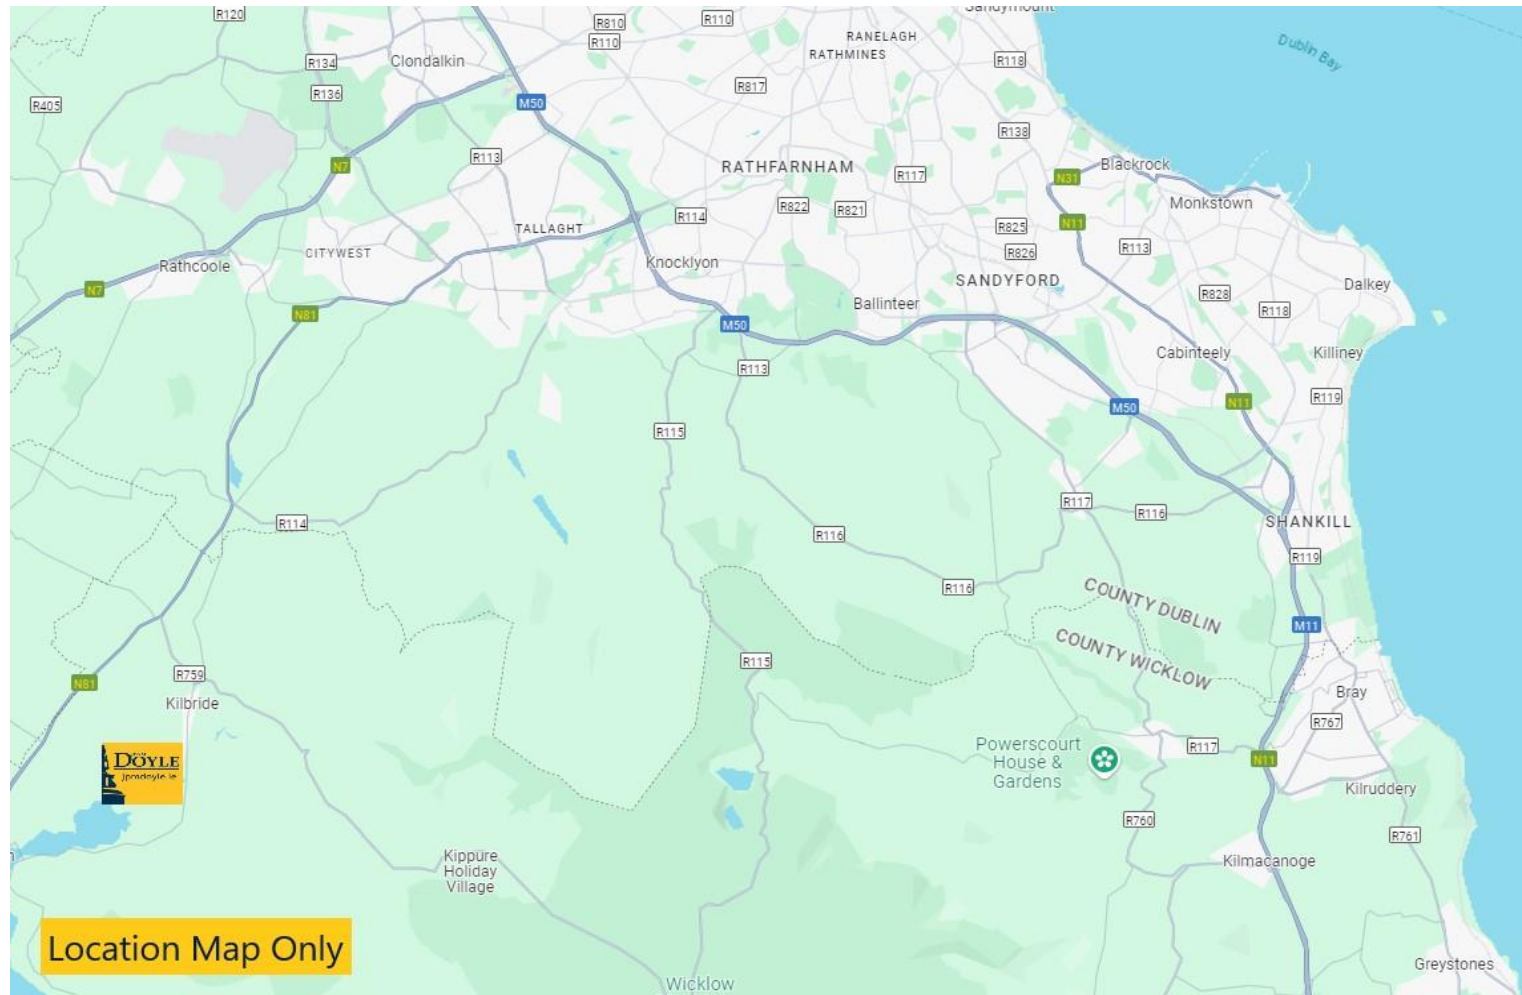 R120
R810
R110
Sandymount
R110
RANELAGH
RATHMINES
Dublin Bay
R134
Clondalkin
R118
R136
R817
R405
M50
R138
R113
N7
RATHFARNHAM
R117
N31
Blackrock
R822
R821
Monkstown
R114
N11
TALLAGHT
R825
R113
CITYWEST
R826
Rathcoole
Knocklyon
SANDYFORD
Dalkey
N7
R828
Ballinteer
R118
N81
M50
Cabinteely
Killiney
R113
R119
M50
N11
R115
R117
R116
R114
SHANKILL
R116
R119
R116
COUNTY DUBLIN
M11
COUNTY WICKLOW
R115
R759
N81
Bray
Kilbride
R767
Powerscourt
House &
Gardens
R117
N11
DOYLE
jpmdoyle.ie
Kilruddery
R760
R761
Kippure
Holiday
Village
Kilmacanoge
Location Map Only
Greystones
Wicklow